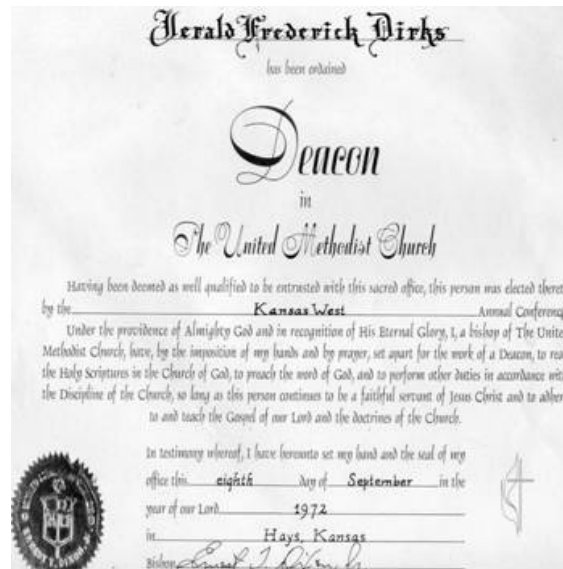 Jerald Frederick Dirks
has been ordained
Deacon
in
The United Methodist Church
Having been deemed as well qualified to be entrusted with this sacred office, this person was elected theret
by the Kansas West Annual Conferenc
Under the providence of Almighty God and in recognition of His Eternal Glory, I, a bishop of The Unite
Methodist Church, have, by the imposition of my hands and by prayer, set apart for the work of a Deacon, to rea
the Holy Scriptures in the Church of God, to preach the word of God, and to perform other duties in accordance wit
the Discipline of the Church, so long as this person continues to be a faithful servant of Jesus Christ and to adher
to and teach the Gospel of our Lord and the doctrines of the Church.
In testimony whereof, I have hereunto set my hand and the seal of my
office this eighth day of September in the
year of our Lord 1972
in Hays, Kansas
Bishop Ernest T. Dixon Jr